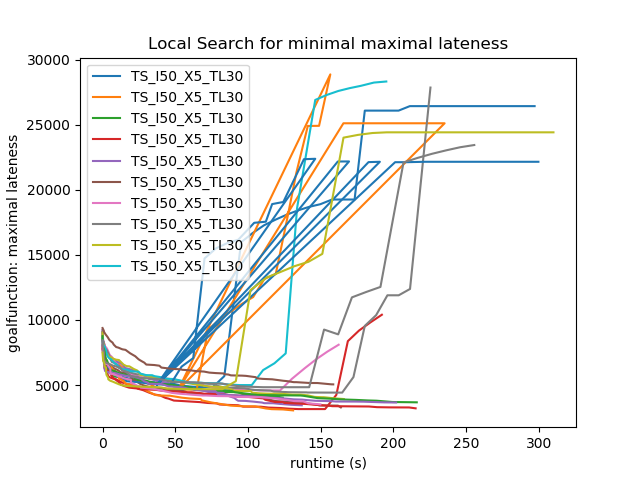 Local Search for minimal maximal lateness
goalfunction: maximal lateness
30000
25000
20000
15000
10000
5000
TS_I50_X5_TL30
TS_I50_X5_TL30
TS_I50_X5_TL30
TS_I50_X5_TL30
TS_I50_X5_TL30
TS_I50_X5_TL30
TS_I50_X5_TL30
TS_I50_X5_TL30
TS_I50_X5_TL30
TS_I50_X5_TL30
0 50 100 150 200 250 300
runtime (s)